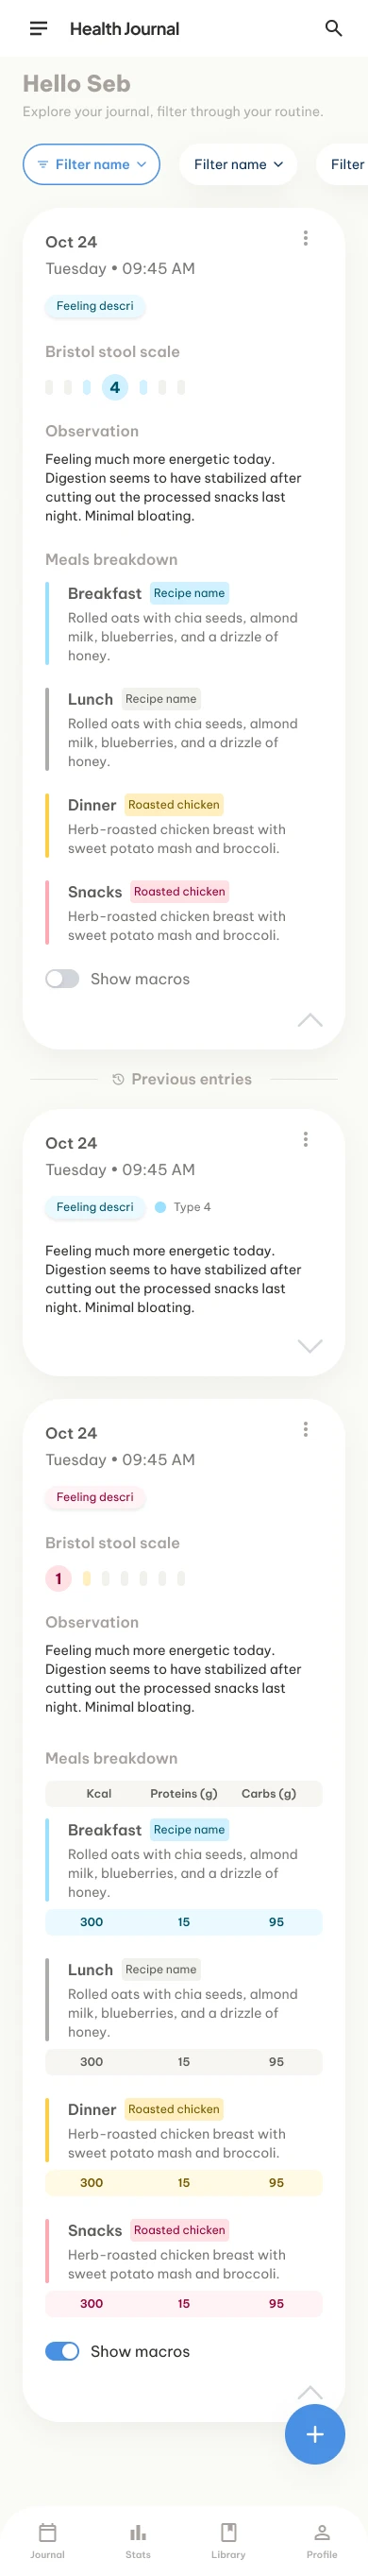 Health Journal
Hello Seb
Explore your journal, filter through your routine.
Filter name
Filter name
Filter
Oct 24
Tuesday • 09:45 AM
Feeling descri
Bristol stool scale
4
Observation
Feeling much more energetic today.
Digestion seems to have stabilized after
cutting out the processed snacks last
night. Minimal bloating.
Meals breakdown
Breakfast Recipe name
Rolled oats with chia seeds, almond
milk, blueberries, and a drizzle of
honey.
Lunch Recipe name
Rolled oats with chia seeds, almond
milk, blueberries, and a drizzle of
honey.
Dinner Roasted chicken
Herb-roasted chicken breast with
sweet potato mash and broccoli.
Snacks Roasted chicken
Herb-roasted chicken breast with
sweet potato mash and broccoli.
Show macros
Previous entries
Oct 24
Tuesday • 09:45 AM
Feeling descri Type 4
Feeling much more energetic today.
Digestion seems to have stabilized after
cutting out the processed snacks last
night. Minimal bloating.
Oct 24
Tuesday • 09:45 AM
Feeling descri
Bristol stool scale
1
Observation
Feeling much more energetic today.
Digestion seems to have stabilized after
cutting out the processed snacks last
night. Minimal bloating.
Meals breakdown
Kcal Proteins (g) Carbs (g)
Breakfast Recipe name
Rolled oats with chia seeds, almond
milk, blueberries, and a drizzle of
honey.
300 15 95
Lunch Recipe name
Rolled oats with chia seeds, almond
milk, blueberries, and a drizzle of
honey.
300 15 95
Dinner Roasted chicken
Herb-roasted chicken breast with
sweet potato mash and broccoli.
300 15 95
Snacks Roasted chicken
Herb-roasted chicken breast with
sweet potato mash and broccoli.
300 15 95
Show macros
Journal Stats Library Profile